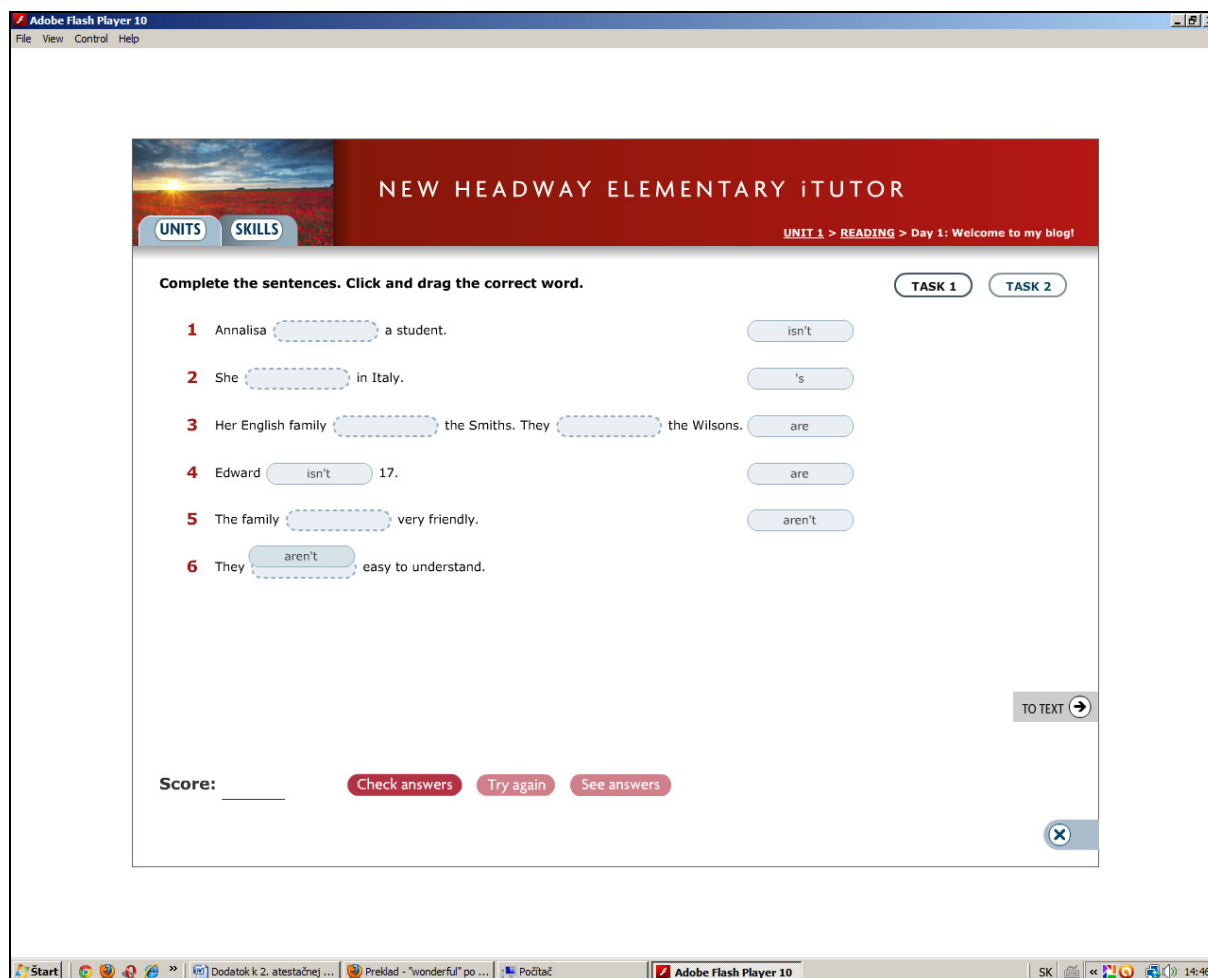 Adobe Flash Player 10
File View Control Help
NEW HEADWAY ELEMENTARY iTUTOR
UNITS SKILLS
UNIT 1 > READING > Day 1: Welcome to my blog!
Complete the sentences. Click and drag the correct word.
TASK 1 TASK 2
1 Annalisa a student. isn't
2 She in Italy. 's
3 Her English family the Smiths. They the Wilsons. are
4 Edward isn't 17. are
5 The family very friendly. aren't
6 They aren't easy to understand.
TO TEXT
Score: Check answers Try again See answers
Štart Dodatok k 2. atestačnej ... Preklad - "wonderful" po ... Počítač Adobe Flash Player 10 SK 14:46